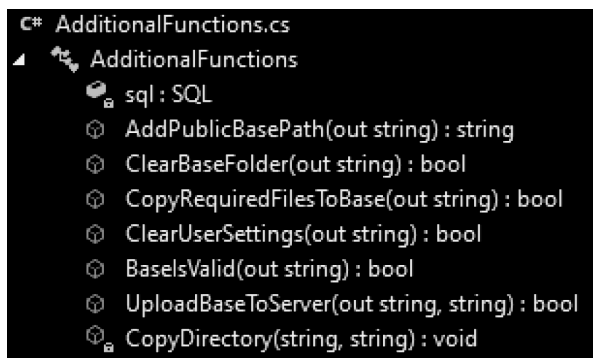 C# AdditionalFunctions.cs
AdditionalFunctions
sql : SQL
AddPublicBasePath(out string) : string
ClearBaseFolder(out string) : bool
CopyRequiredFilesToBase(out string) : bool
ClearUserSettings(out string) : bool
BaseIsValid(out string) : bool
UploadBaseToServer(out string, string) : bool
CopyDirectory(string, string) : void